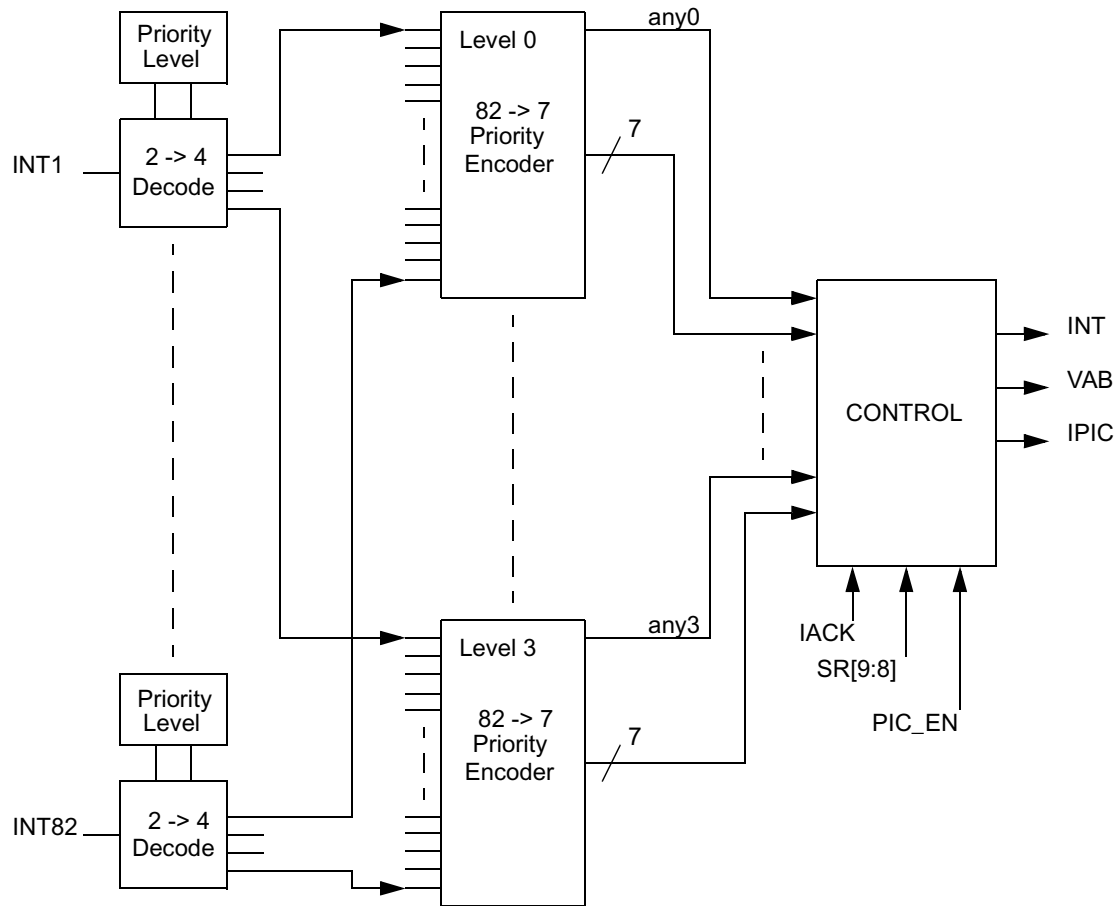 Priority
Level
INT1
2 -> 4
Decode
Level 0
82 -> 7
Priority
Encoder
any0
7
CONTROL
INT
VAB
IPIC
IACK
SR[9:8]
PIC_EN
any3
Level 3
82 -> 7
Priority
Encoder
7
Priority
Level
INT82
2 -> 4
Decode